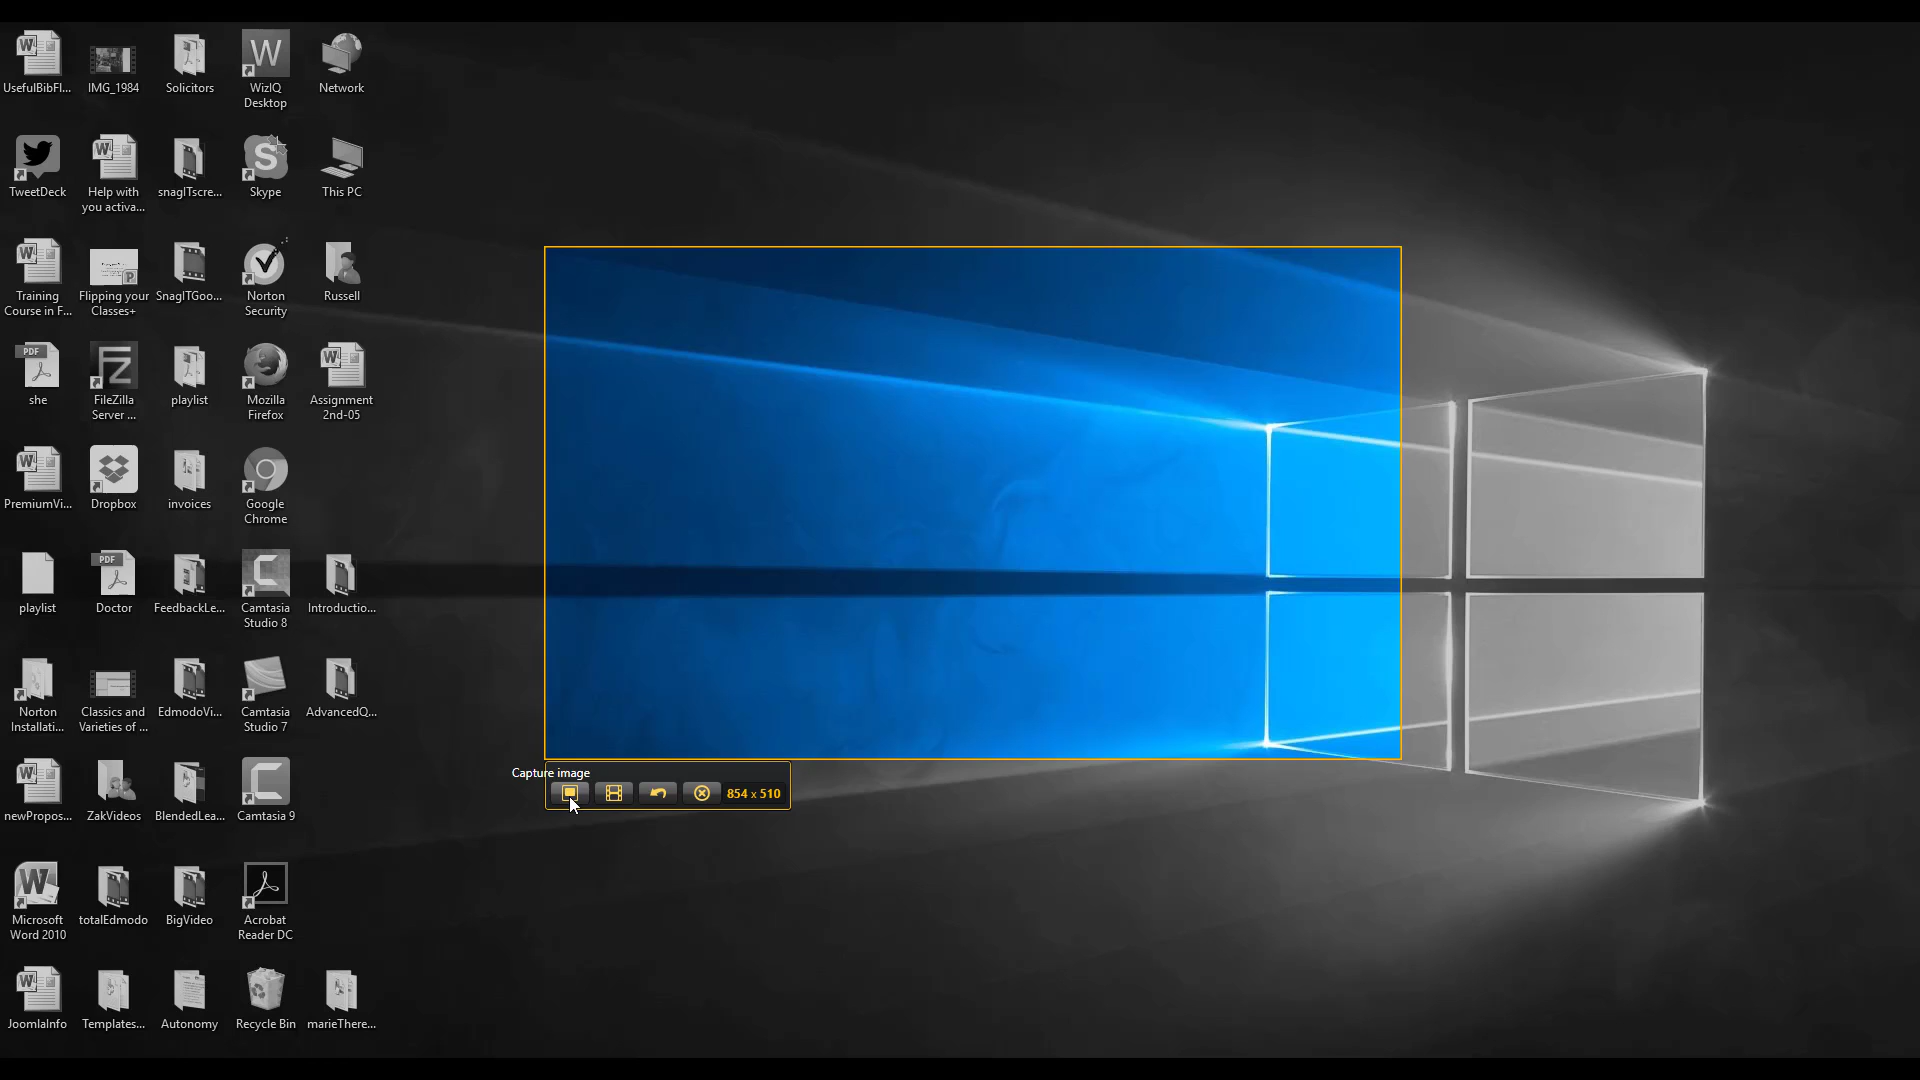 UsefulBibFl...
IMG_1984
Solicitors
WizIQ
Desktop
Network
TweetDeck
Help with
you activa...
snagITscre...
Skype
This PC
Training
Course in F...
Flipping your
Classes+
SnagITGoo...
Norton
Security
Russell
PDF
she
FileZilla
Server ...
playlist
Mozilla
Firefox
Assignment
2nd-05
PremiumVi...
Dropbox
invoices
Google
Chrome
playlist
PDF
Doctor
FeedbackLe...
Camtasia
Studio 8
Introductio...
Norton
Installati...
Classics and
Varieties of ...
EdmodoVi...
Camtasia
Studio 7
AdvancedQ...
Capture image
854 x 510
newPropos...
ZakVideos
BlendedLea...
Camtasia 9
Microsoft
Word 2010
totalEdmodo
BigVideo
Acrobat
Reader DC
JoomlaInfo
Templates...
Autonomy
Recycle Bin
marieThere...